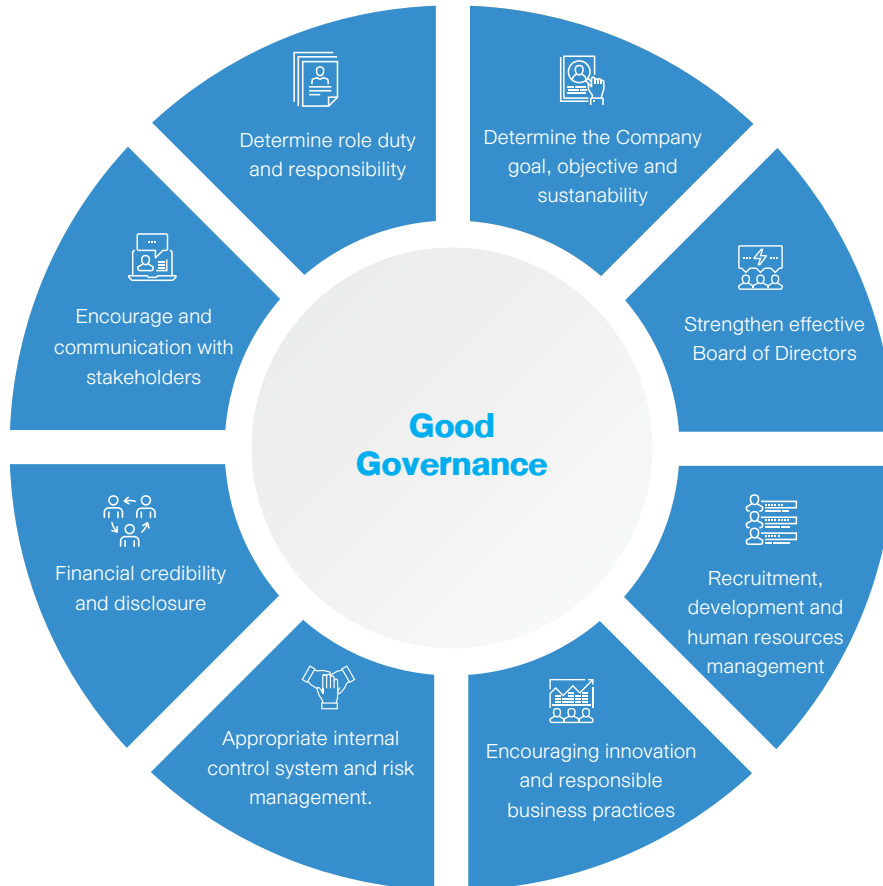 Determine role duty
and responsibility
Determine the Company
goal, objective and
sustanability
Encourage and
communication with
stakeholders
Strengthen effective
Board of Directors
Good
Governance
Financial credibility
and disclosure
Recruitment,
development and
human resources
management
Appropriate internal
control system and risk
management.
Encouraging innovation
and responsible
business practices